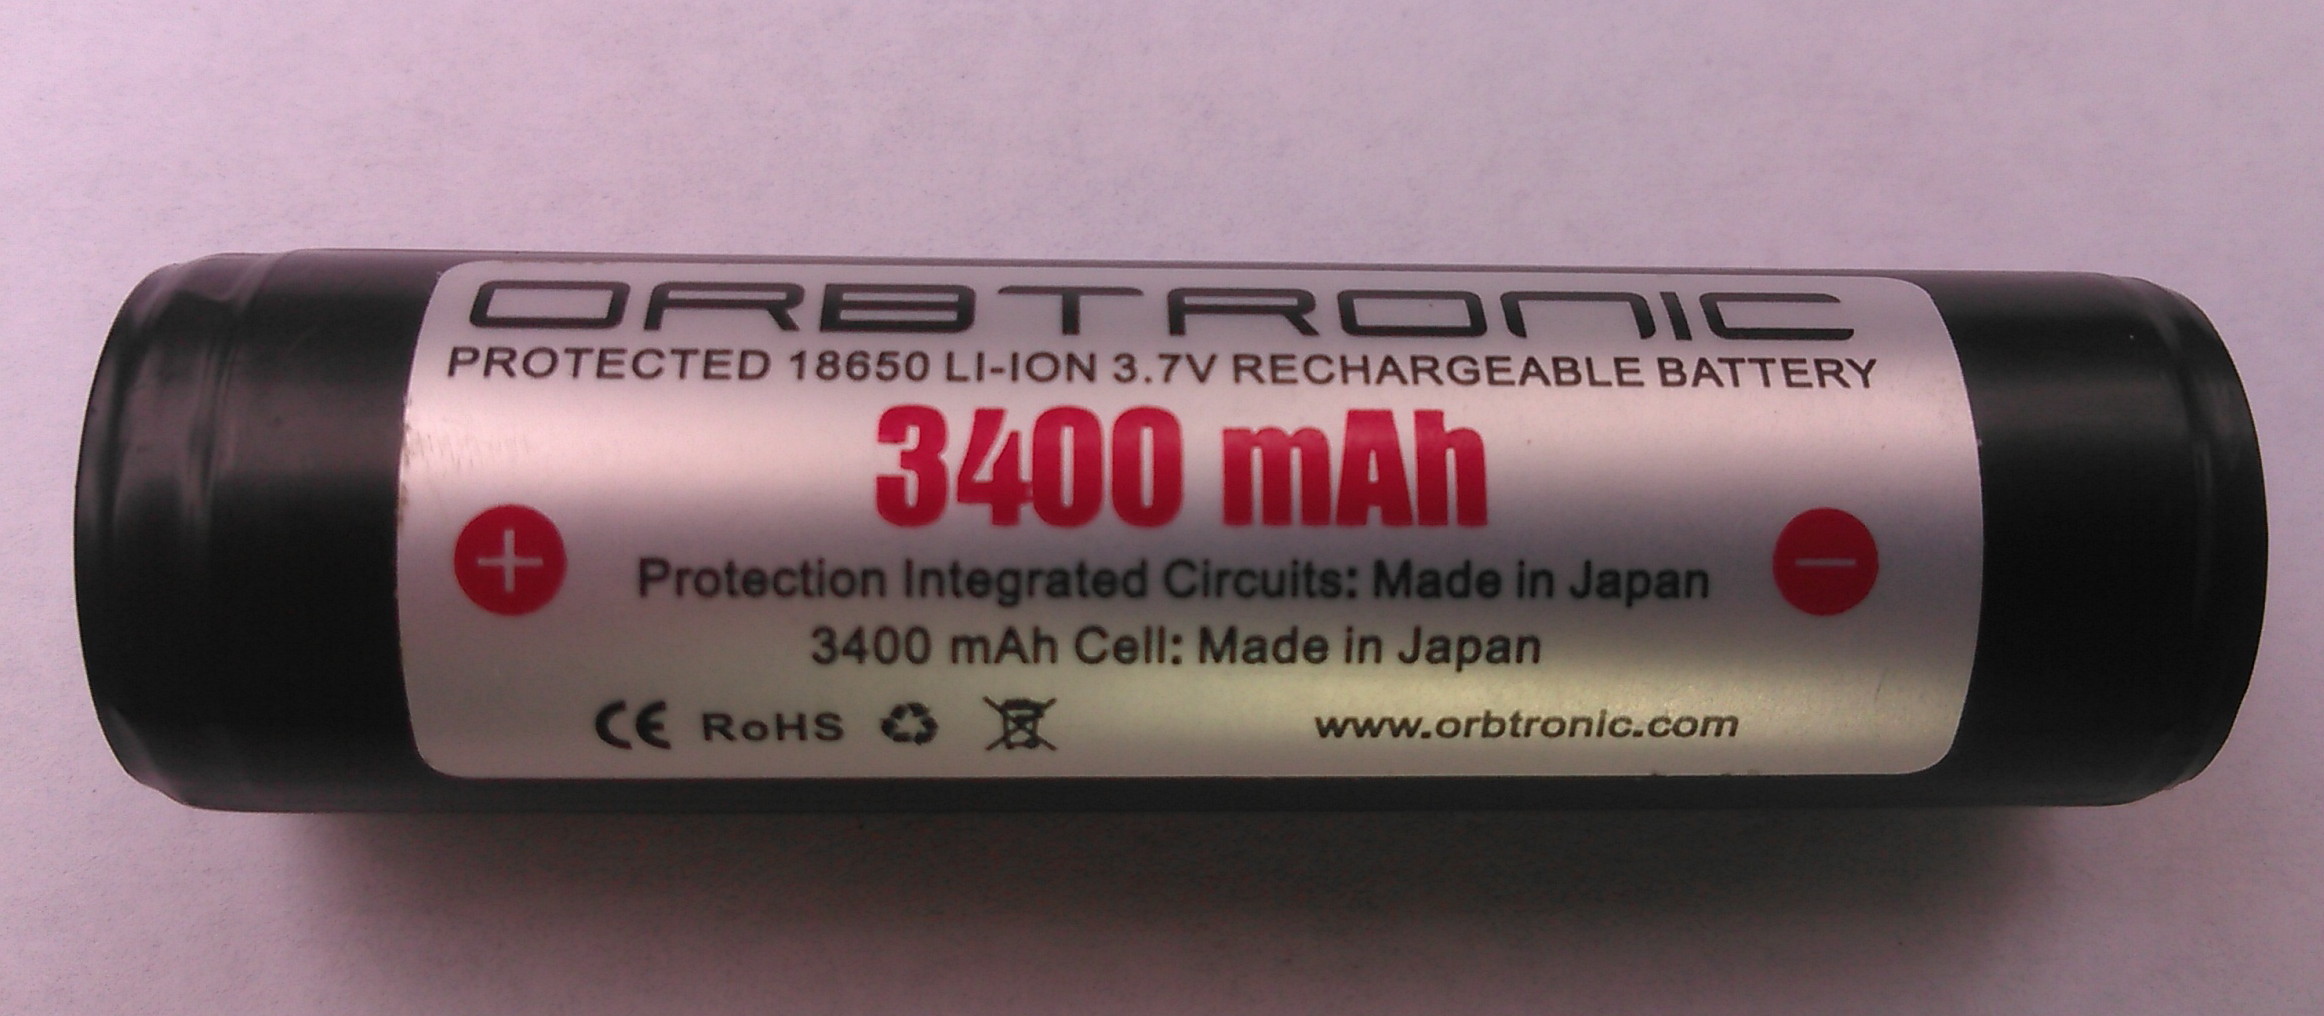 ORBTRONIC
PROTECTED 18650 LI-ION 3.7V RECHARGEABLE BATTERY
3400 mAh
+ −
Protection Integrated Circuits: Made in Japan
3400 mAh Cell: Made in Japan
CE RoHS www.orbtronic.com